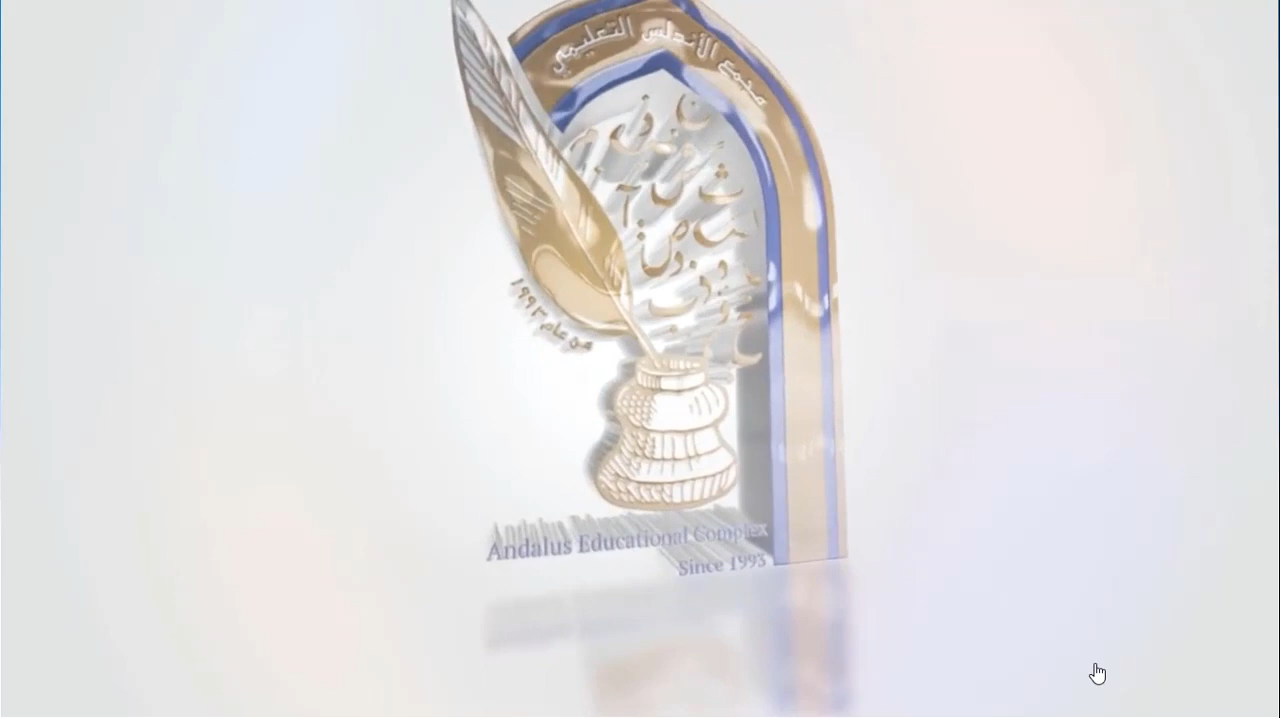 مجمع الأندلس التعليمي
من عام ١٩٩٣
Andalus Educational Complex
Since 1993